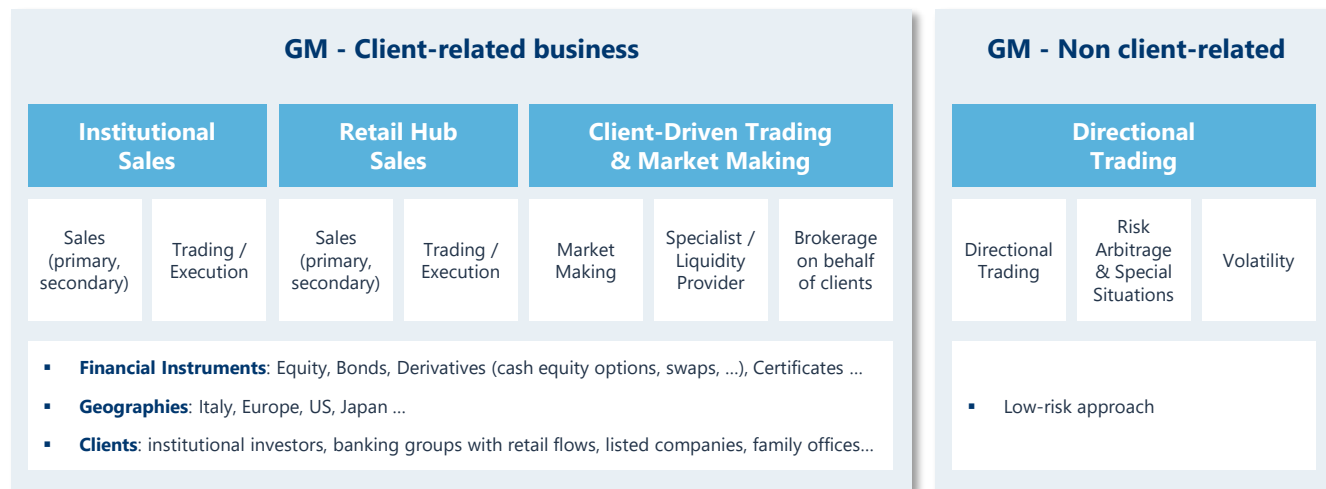 GM - Client-related business
Institutional
Sales
Retail Hub
Sales
Client-Driven Trading
& Market Making
Sales
(primary,
secondary)
Trading /
Execution
Sales
(primary,
secondary)
Trading /
Execution
Market
Making
Specialist /
Liquidity
Provider
Brokerage
on behalf
of clients
▪ Financial Instruments: Equity, Bonds, Derivatives (cash equity options, swaps, …), Certificates …
▪ Geographies: Italy, Europe, US, Japan …
▪ Clients: institutional investors, banking groups with retail flows, listed companies, family offices…
GM - Non client-related
Directional
Trading
Directional
Trading
Risk
Arbitrage
& Special
Situations
Volatility
▪ Low-risk approach